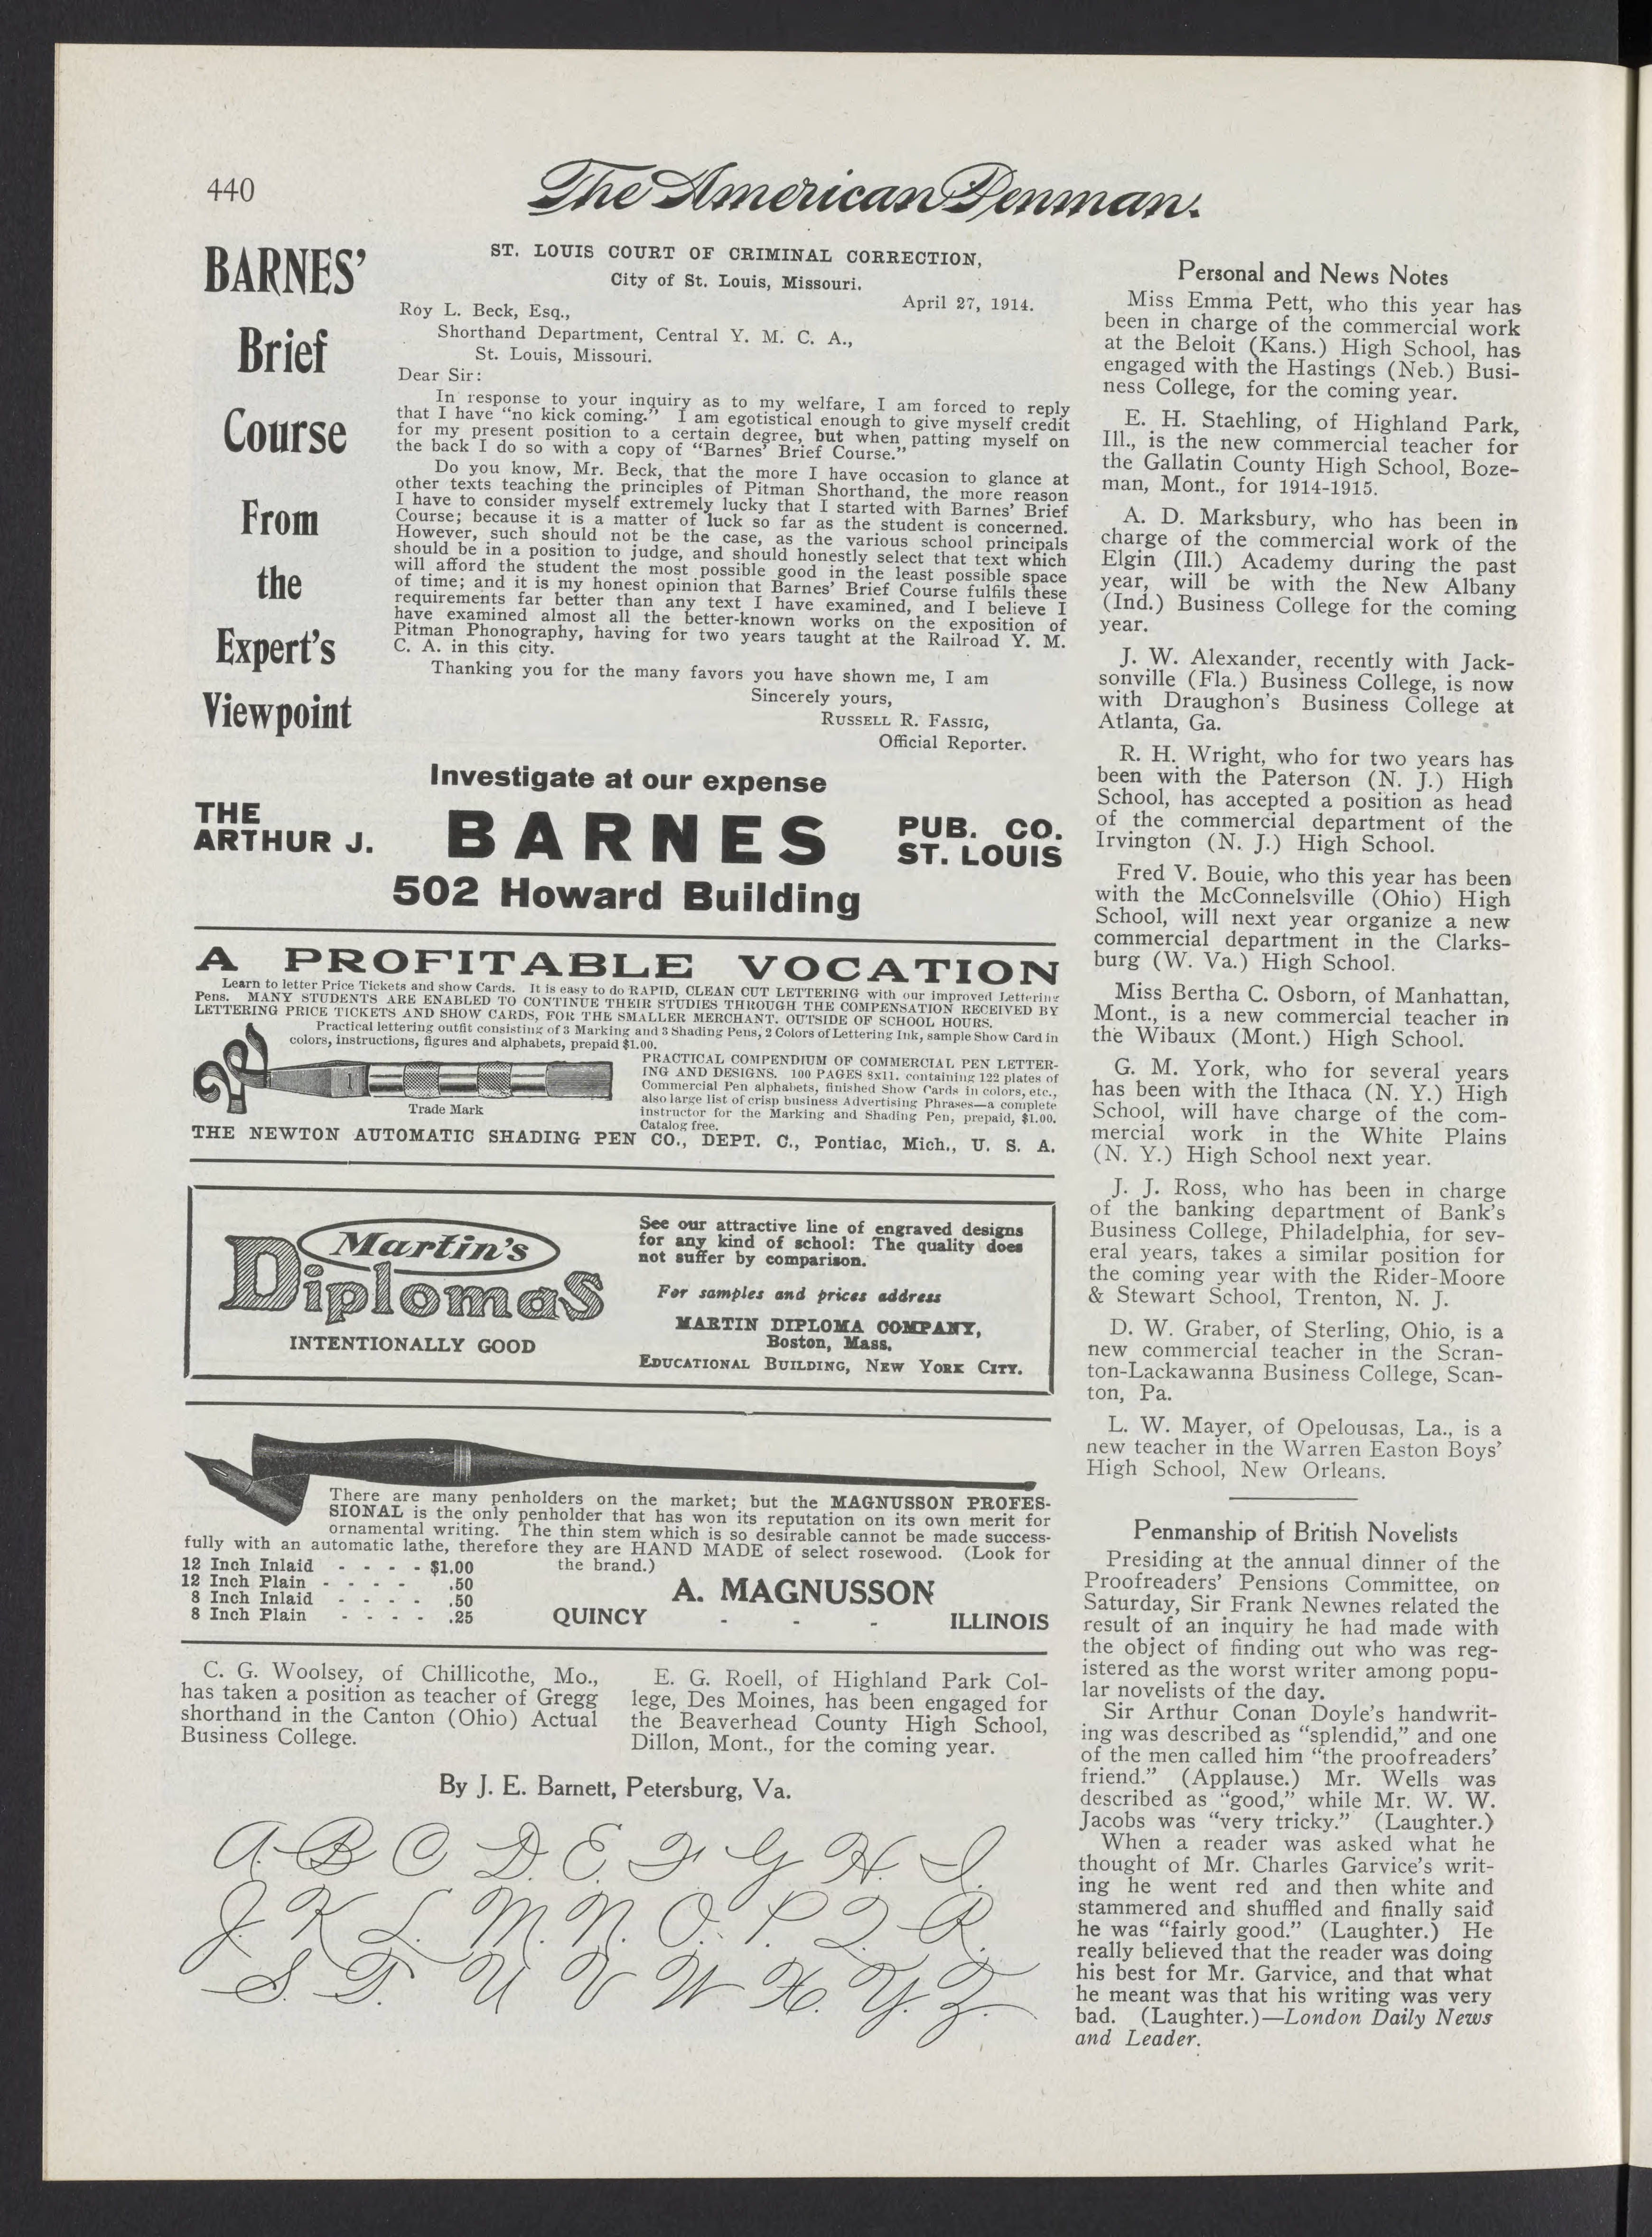 440
The American Penman.
BARNES'
Brief
Course
From
the
Expert's
Viewpoint
ST. LOUIS COURT OF CRIMINAL CORRECTION,
City of St. Louis, Missouri.
April 27, 1914.
Roy L. Beck, Esq.,
Shorthand Department, Central Y. M. C. A.,
St. Louis, Missouri.
Dear Sir:
In response to your inquiry as to my welfare, I am forced to reply
that I have "no kick coming." I am egotistical enough to give myself credit
for my present position to a certain degree, but when patting myself on
the back I do so with a copy of "Barnes' Brief Course."
Do you know, Mr. Beck, that the more I have occasion to glance at
other texts teaching the principles of Pitman Shorthand, the more reason
I have to consider myself extremely lucky that I started with Barnes' Brief
Course; because it is a matter of luck so far as the student is concerned.
However, such should not be the case, as the various school principals
should be in a position to judge, and should honestly select that text which
will afford the student the most possible good in the least possible space
of time; and it is my honest opinion that Barnes' Brief Course fulfils these
requirements far better than any text I have examined, and I believe I
have examined almost all the better-known works on the exposition of
Pitman Phonography, having for two years taught at the Railroad Y. M.
C. A. in this city.
Thanking you for the many favors you have shown me, I am
Sincerely yours,
RUSSELL R. FASSIG,
Official Reporter.
Investigate at our expense
THE
ARTHUR J.
BARNES
PUB. CO.
ST. LOUIS
502 Howard Building
A PROFITABLE VOCATION
Learn to letter Price Tickets and show Cards. It is easy to do RAPID, CLEAN CUT LETTERING with our improved Lettering
Pens. MANY STUDENTS ARE ENABLED TO CONTINUE THEIR STUDIES THROUGH THE COMPENSATION RECEIVED BY
LETTERING PRICE TICKETS AND SHOW CARDS, FOR THE SMALLER MERCHANT. OUTSIDE OF SCHOOL HOURS.
Practical lettering outfit consisting of 3 Marking and 3 Shading Pens, 2 Colors of Lettering Ink, sample Show Card in
colors, instructions, figures and alphabets, prepaid $1.00.
1
Trade Mark
PRACTICAL COMPENDIUM OF COMMERCIAL PEN LETTER-
ING AND DESIGNS. 100 PAGES 8x11. containing 122 plates of
Commercial Pen alphabets, finished Show Cards in colors, etc.,
also large list of crisp business Advertising Phrases—a complete
instructor for the Marking and Shading Pen, prepaid, $1.00.
Catalog free.
THE NEWTON AUTOMATIC SHADING PEN CO., DEPT. C., Pontiac, Mich., U. S. A.
Martin's
Diplomas
INTENTIONALLY GOOD
See our attractive line of engraved designs
for any kind of school: The quality does
not suffer by comparison.
For samples and prices address
MARTIN DIPLOMA COMPANY,
Boston, Mass.
EDUCATIONAL BUILDING, NEW YORK CITY.
There are many penholders on the market; but the MAGNUSSON PROFES-
SIONAL is the only penholder that has won its reputation on its own merit for
ornamental writing. The thin stem which is so desirable cannot be made success-
fully with an automatic lathe, therefore they are HAND MADE of select rosewood. (Look for
the brand.)
12 Inch Inlaid - - - - $1.00
12 Inch Plain - - - - .50
8 Inch Inlaid - - - - .50
8 Inch Plain - - - - .25
A. MAGNUSSON
QUINCY - - - ILLINOIS
C. G. Woolsey, of Chillicothe, Mo.,
has taken a position as teacher of Gregg
shorthand in the Canton (Ohio) Actual
Business College.
E. G. Roell, of Highland Park Col-
lege, Des Moines, has been engaged for
the Beaverhead County High School,
Dillon, Mont., for the coming year.
By J. E. Barnett, Petersburg, Va.
A. B C D. E. F G H. I.
J. K L. M. N. O. P. Q R.
S. T. U V W X. Y. Z.
Personal and News Notes
Miss Emma Pett, who this year has
been in charge of the commercial work
at the Beloit (Kans.) High School, has
engaged with the Hastings (Neb.) Busi-
ness College, for the coming year.
E. H. Staehling, of Highland Park,
Ill., is the new commercial teacher for
the Gallatin County High School, Boze-
man, Mont., for 1914-1915.
A. D. Marksbury, who has been in
charge of the commercial work of the
Elgin (Ill.) Academy during the past
year, will be with the New Albany
(Ind.) Business College for the coming
year.
J. W. Alexander, recently with Jack-
sonville (Fla.) Business College, is now
with Draughon's Business College at
Atlanta, Ga.
R. H. Wright, who for two years has
been with the Paterson (N. J.) High
School, has accepted a position as head
of the commercial department of the
Irvington (N. J.) High School.
Fred V. Bouie, who this year has been
with the McConnelsville (Ohio) High
School, will next year organize a new
commercial department in the Clarks-
burg (W. Va.) High School.
Miss Bertha C. Osborn, of Manhattan,
Mont., is a new commercial teacher in
the Wibaux (Mont.) High School.
G. M. York, who for several years
has been with the Ithaca (N. Y.) High
School, will have charge of the com-
mercial work in the White Plains
(N. Y.) High School next year.
J. J. Ross, who has been in charge
of the banking department of Bank's
Business College, Philadelphia, for sev-
eral years, takes a similar position for
the coming year with the Rider-Moore
& Stewart School, Trenton, N. J.
D. W. Graber, of Sterling, Ohio, is a
new commercial teacher in the Scran-
ton-Lackawanna Business College, Scan-
ton, Pa.
L. W. Mayer, of Opelousas, La., is a
new teacher in the Warren Easton Boys'
High School, New Orleans.
Penmanship of British Novelists
Presiding at the annual dinner of the
Proofreaders' Pensions Committee, on
Saturday, Sir Frank Newnes related the
result of an inquiry he had made with
the object of finding out who was reg-
istered as the worst writer among popu-
lar novelists of the day.
Sir Arthur Conan Doyle's handwrit-
ing was described as "splendid," and one
of the men called him "the proofreaders'
friend." (Applause.) Mr. Wells was
described as "good," while Mr. W. W.
Jacobs was "very tricky." (Laughter.)
When a reader was asked what he
thought of Mr. Charles Garvice's writ-
ing he went red and then white and
stammered and shuffled and finally said
he was "fairly good." (Laughter.) He
really believed that the reader was doing
his best for Mr. Garvice, and that what
he meant was that his writing was very
bad. (Laughter.)—London Daily News
and Leader.